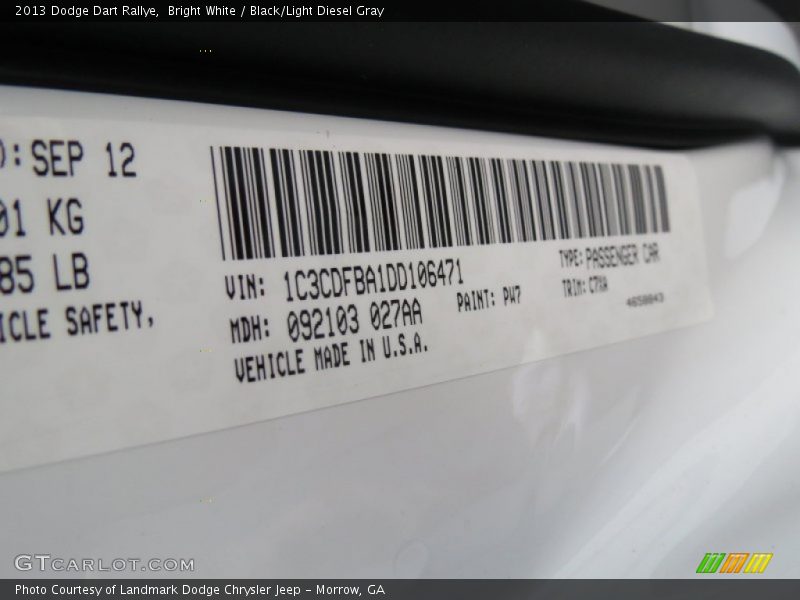 2013 Dodge Dart Rallye,  Bright White / Black/Light Diesel Gray
: SEP 12
01 KG
85 LB
ICLE SAFETY,
VIN: 1C3CDFBA1DD106471
TYPE: PASSENGER CAR
MDH: 092103 027AA
PAINT: PW7
TRIM: C7XA
VEHICLE MADE IN U.S.A.
GTCARLOT.COM
Photo Courtesy of Landmark Dodge Chrysler Jeep - Morrow, GA